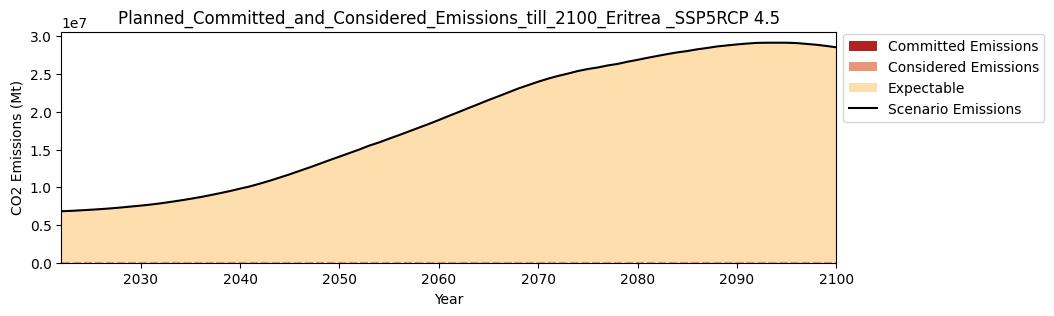 Planned_Committed_and_Considered_Emissions_till_2100_Eritrea _SSP5RCP 4.5
1e7
3.0
2.5
2.0
1.5
1.0
0.5
0.0
CO2 Emissions (Mt)
2030 2040 2050 2060 2070 2080 2090 2100
Year
Committed Emissions
Considered Emissions
Expectable
Scenario Emissions